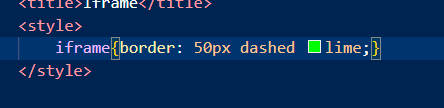 <title>Iframe</title>
<style>
iframe{border: 50px dashed lime;}
</style>